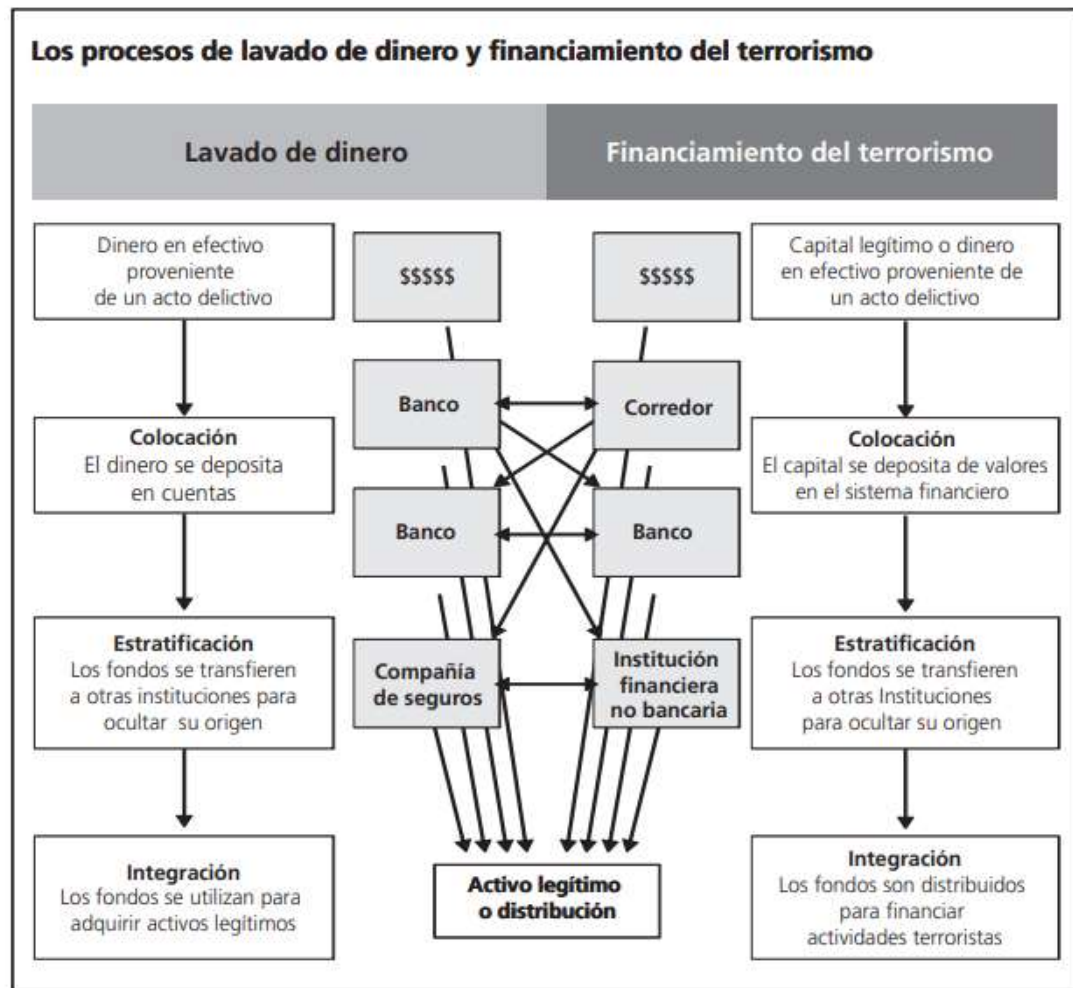 Los procesos de lavado de dinero y financiamiento del terrorismo
Lavado de dinero
Financiamiento del terrorismo
Dinero en efectivo
proveniente
de un acto delictivo
$$$$$
$$$$$
Capital legítimo o dinero
en efectivo proveniente de
un acto delictivo
Banco
Corredor
Colocación
El dinero se deposita
en cuentas
Colocación
El capital se deposita de valores
en el sistema financiero
Banco
Banco
Estratificación
Los fondos se transfieren
a otras instituciones para
ocultar su origen
Compañía
de seguros
Institución
financiera
no bancaria
Estratificación
Los fondos se transfieren
a otras Instituciones
para ocultar su origen
Integración
Los fondos se utilizan para
adquirir activos legítimos
Activo legítimo
o distribución
Integración
Los fondos son distribuidos
para financiar
actividades terroristas